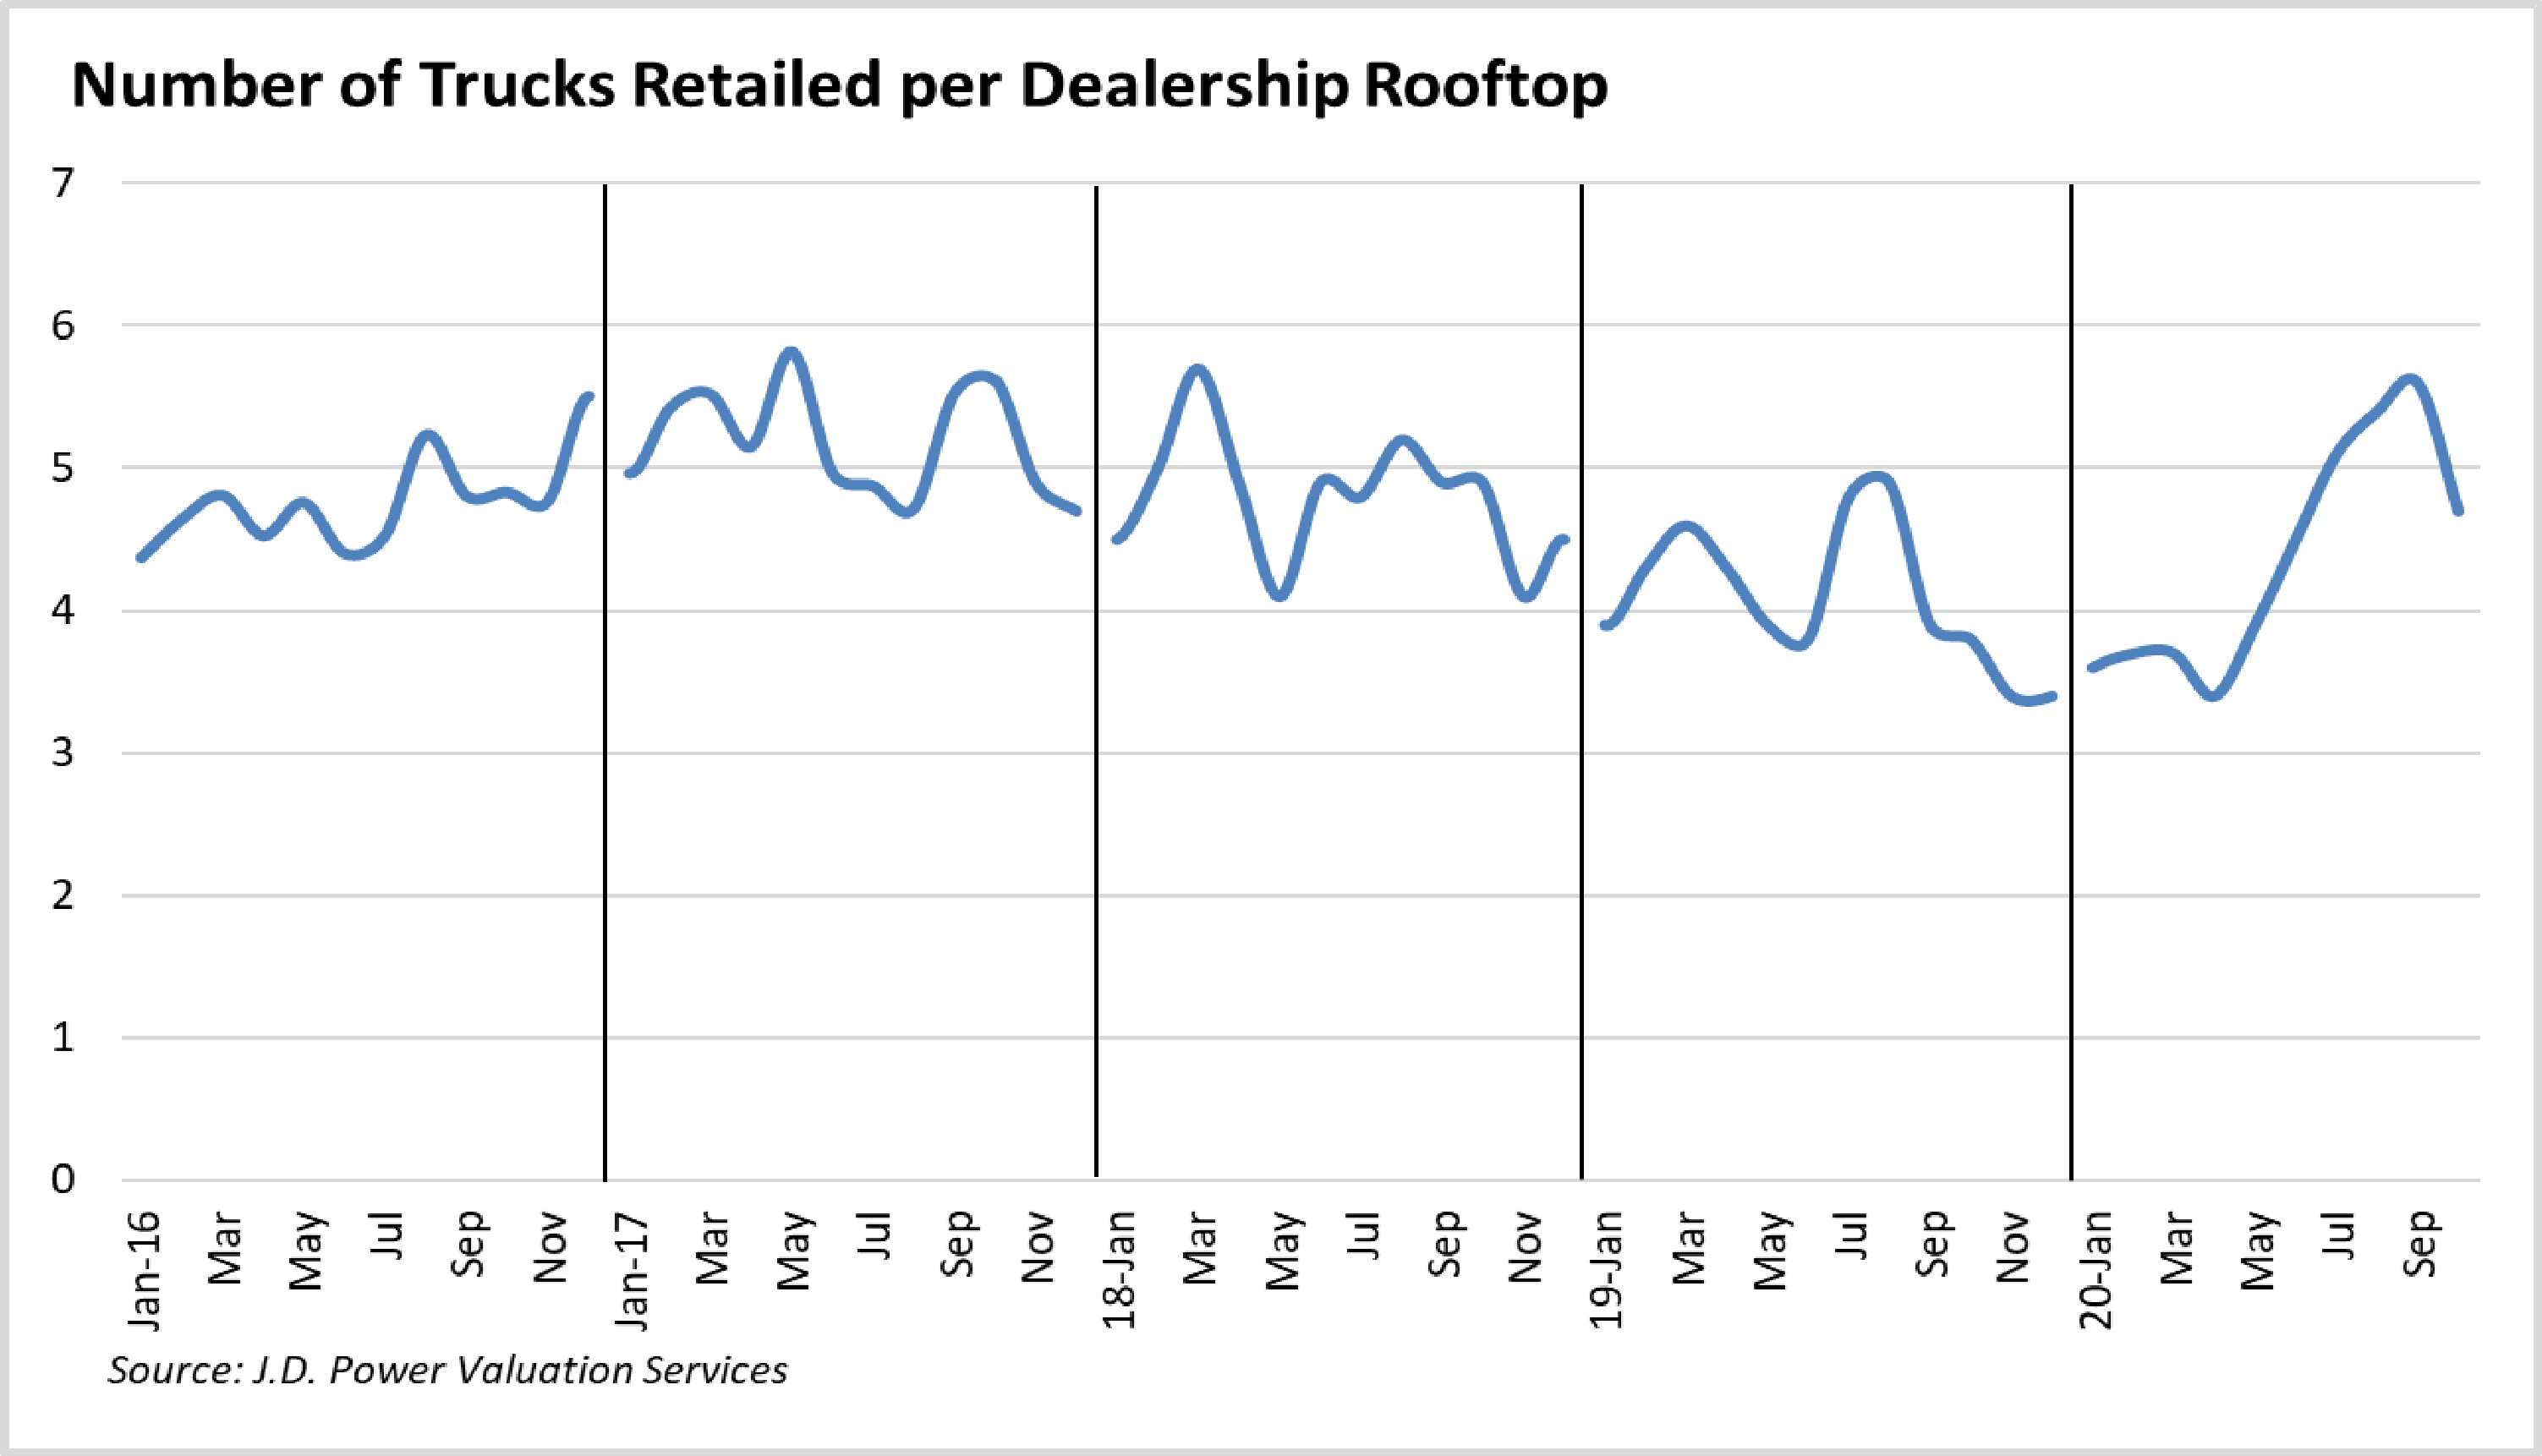 Number of Trucks Retailed per Dealership Rooftop
7
6
5
4
3
2
1
0
Jan-16 Mar May Jul Sep Nov Jan-17 Mar May Jul Sep Nov 18-Jan Mar May Jul Sep Nov 19-Jan Mar May Jul Sep Nov 20-Jan Mar May Jul Sep
Source: J.D. Power Valuation Services